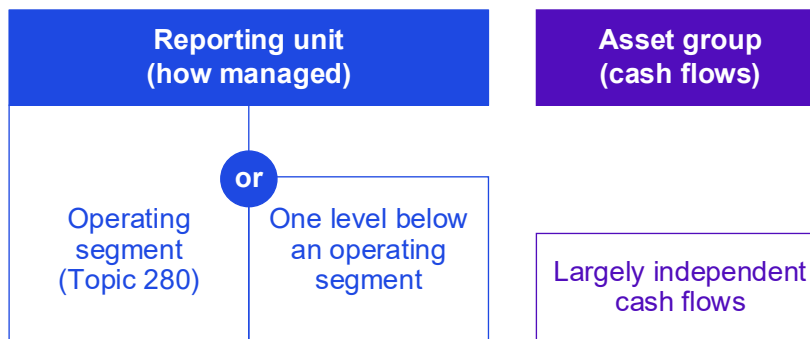 Reporting unit
(how managed)
Asset group
(cash flows)
or
Operating
segment
(Topic 280)
One level below
an operating
segment
Largely independent
cash flows